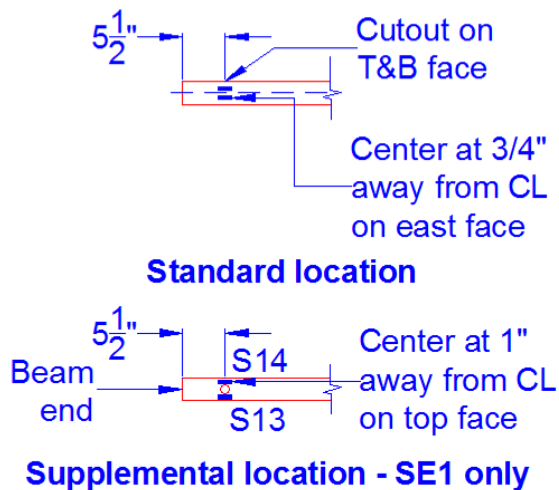 5 1/2"
Cutout on
T&B face
Center at 3/4"
away from CL
on east face
Standard location
5 1/2"
S14
Beam
end
S13
Center at 1"
away from CL
on top face
Supplemental location - SE1 only